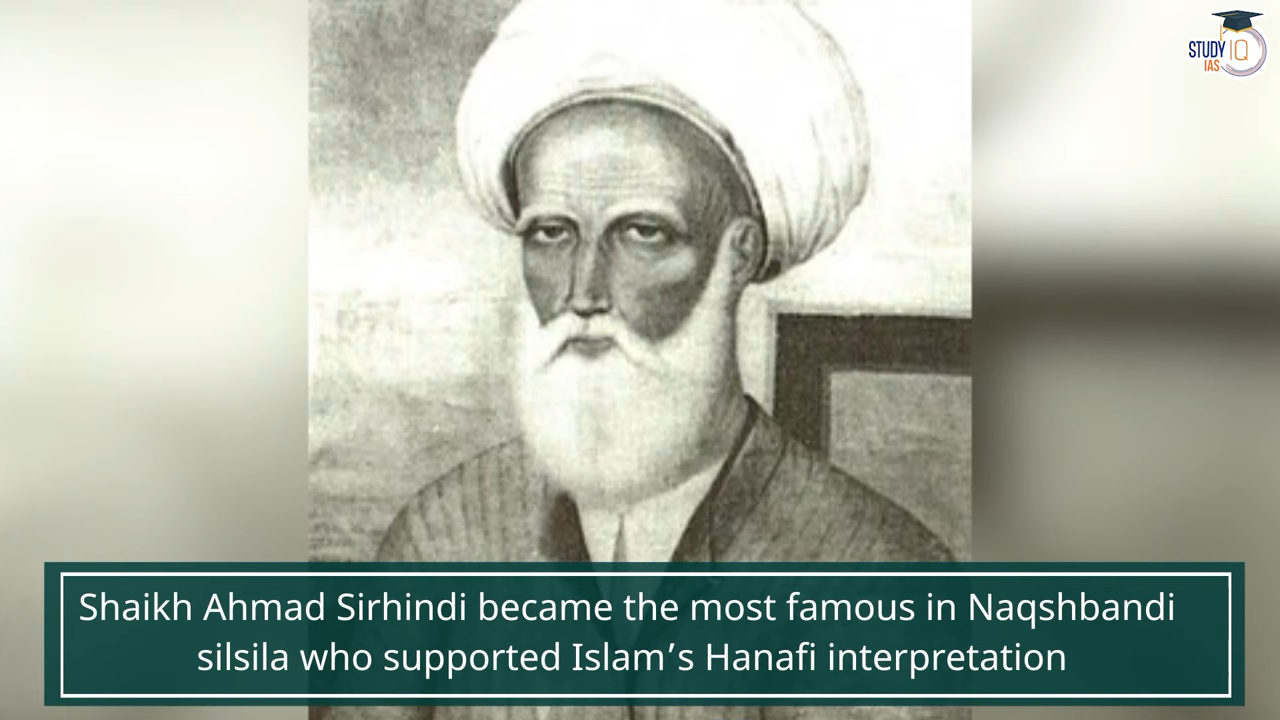 STUDY IQ
IAS
Shaikh Ahmad Sirhindi became the most famous in Naqshbandi
silsila who supported Islam’s Hanafi interpretation